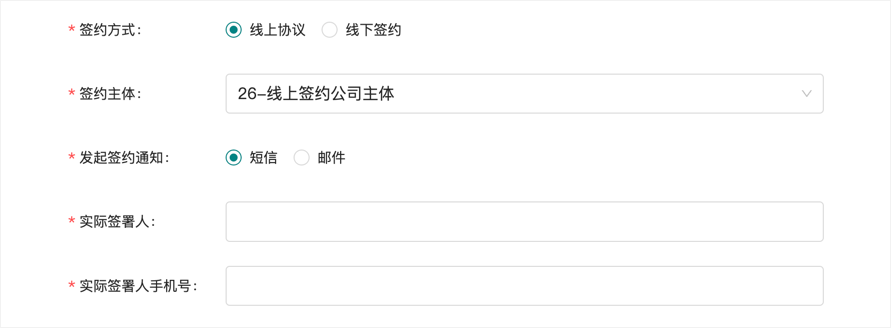 * 签约方式: 线上协议 线下签约
* 签约主体: 26-线上签约公司主体
* 发起签约通知: 短信 邮件
* 实际签署人:
* 实际签署人手机号: